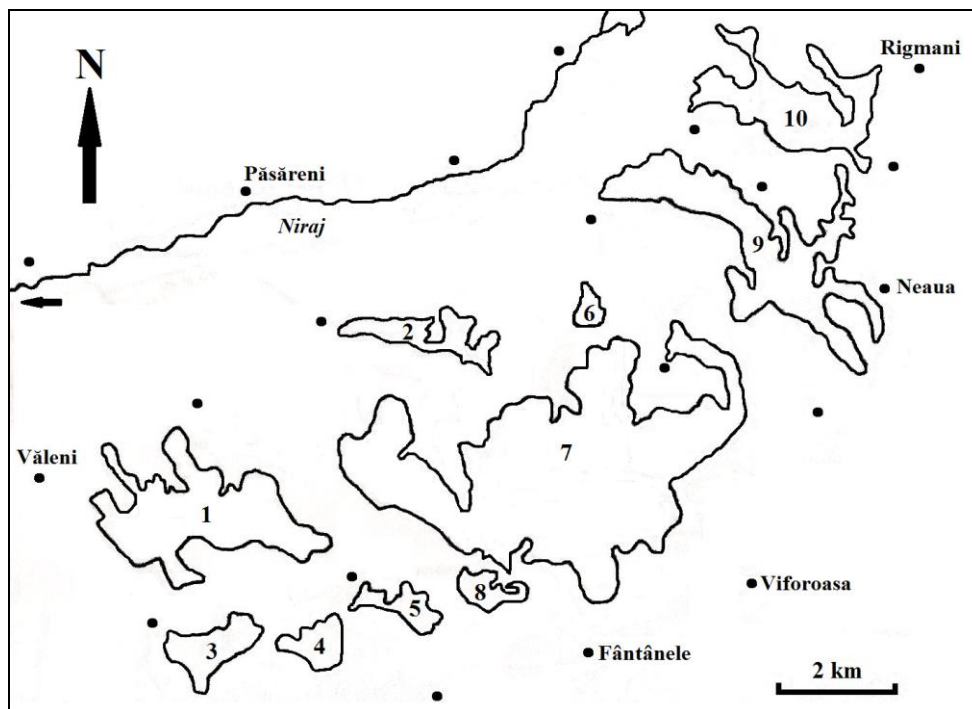 Rigmani
N
10
Păsăreni
Niraj
9
Neaua
6
2
7
Văleni
1
Viforoasa
8
5
3
4
Fântânele
2 km